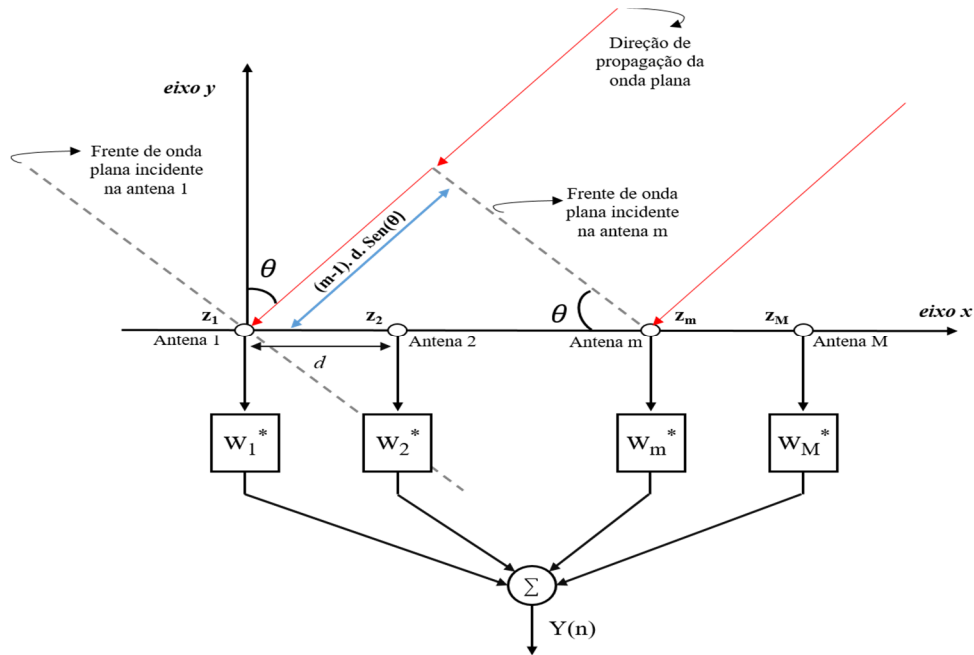 Direção de
propagação da
onda plana
eixo y
Frente de onda
plana incidente
na antena 1
Frente de onda
plana incidente
na antena m
(m-1). d. Sen(θ)
θ
θ
z1
z2
zm
zM
eixo x
Antena 1
Antena 2
Antena m
Antena M
d
W1*
W2*
Wm*
WM*
Σ
Y(n)